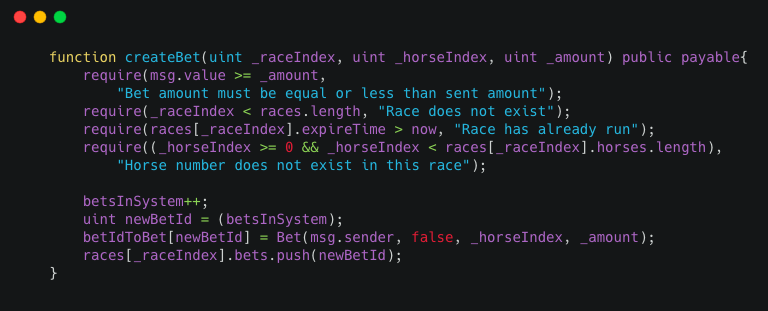 function createBet(uint _raceIndex, uint _horseIndex, uint _amount) public payable{
    require(msg.value >= _amount,
        "Bet amount must be equal or less than sent amount");
    require(_raceIndex < races.length, "Race does not exist");
    require(races[_raceIndex].expireTime > now, "Race has already run");
    require((_horseIndex >= 0 && _horseIndex < races[_raceIndex].horses.length),
        "Horse number does not exist in this race");

    betsInSystem++;
    uint newBetId = (betsInSystem);
    betIdToBet[newBetId] = Bet(msg.sender, false, _horseIndex, _amount);
    races[_raceIndex].bets.push(newBetId);
}